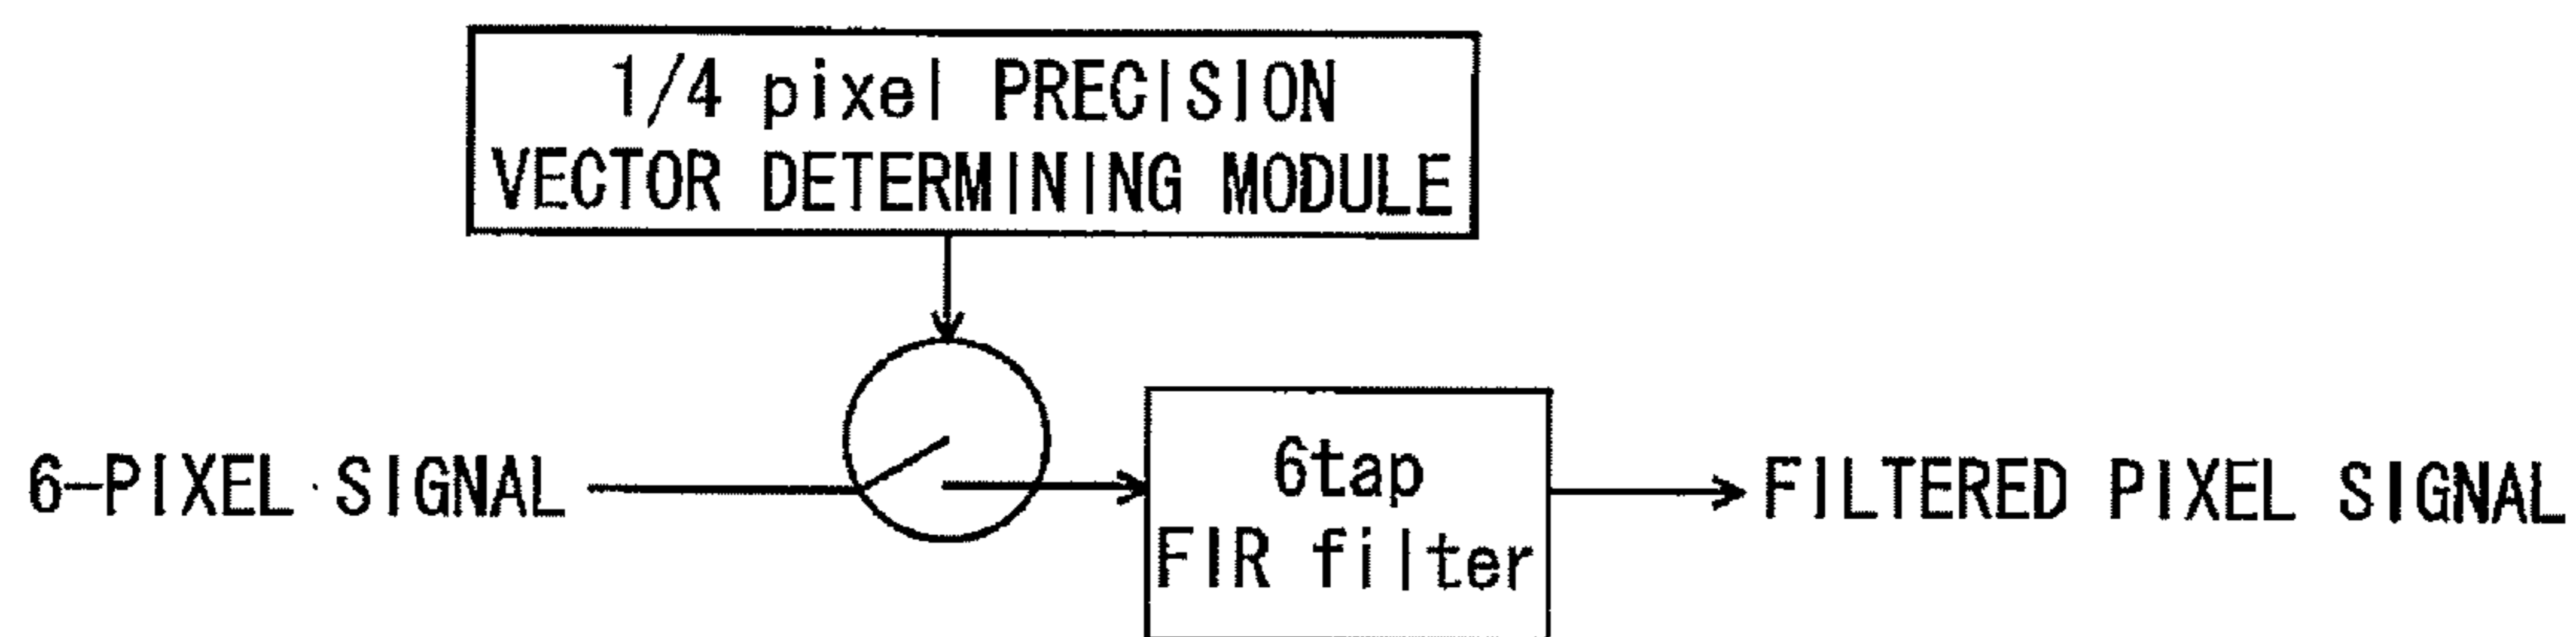 1/4 pixel PRECISION
VECTOR DETERMINING MODULE
6-PIXEL SIGNAL
6tap
FIR filter
FILTERED PIXEL SIGNAL